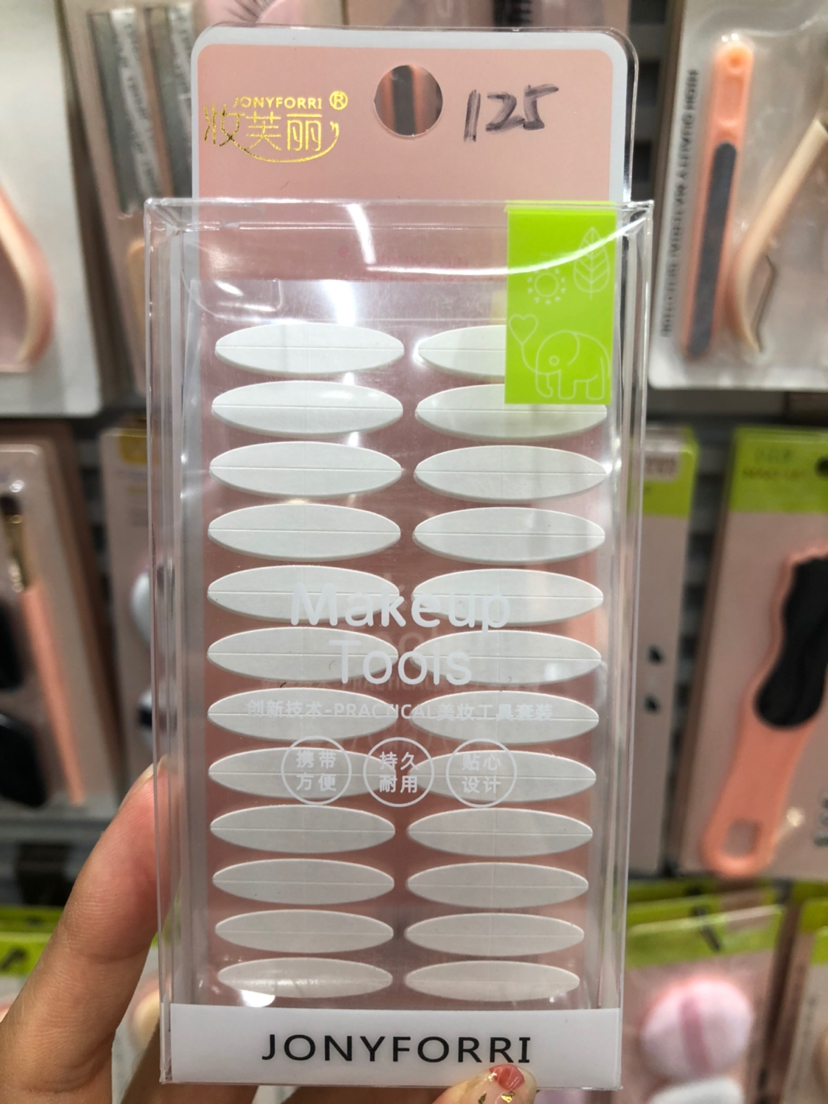 JONYFORRI®
妆芙丽
125
Makeup
Tools
创新技术-PRACTICAL美妆工具套装
携带
方便
持久
耐用
贴心
设计
JONYFORRI